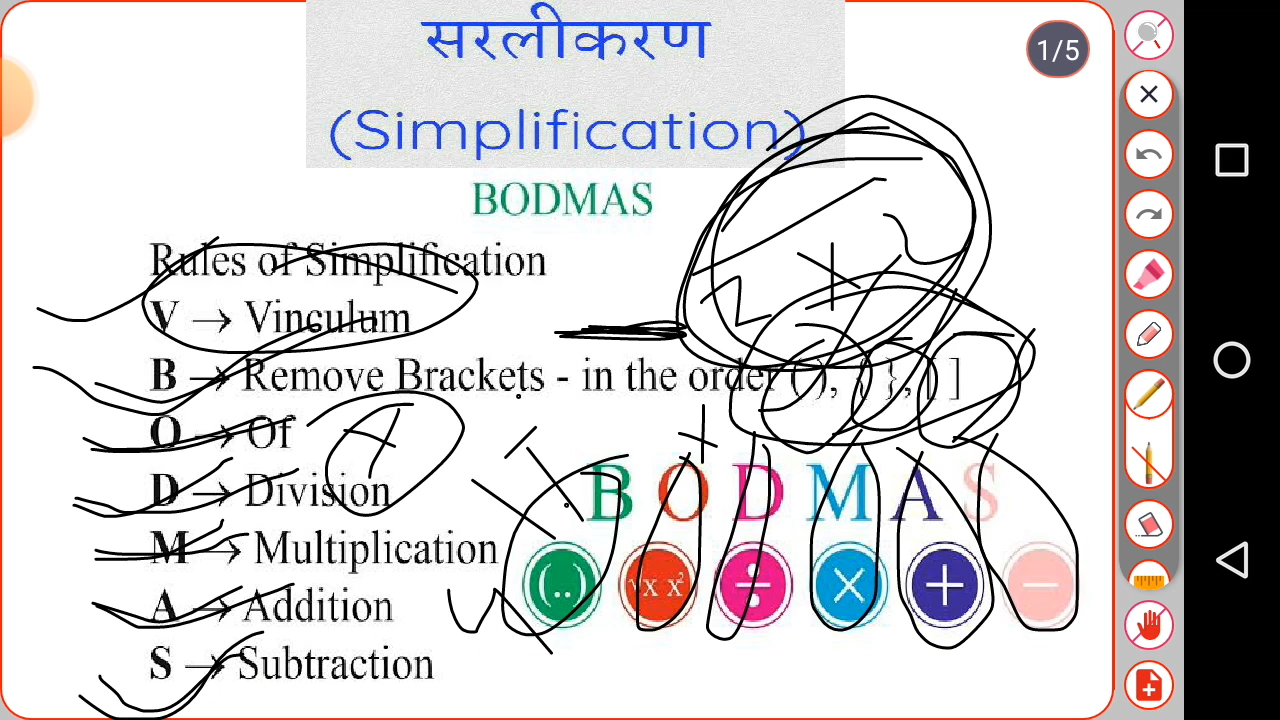 सरलीकरण
1/5
(Simplification)
BODMAS
Rules of Simplification
V → Vinculum
B → Remove Brackets - in the order ( ), { }, [ ]
O → Of
D → Division
M → Multiplication
A → Addition
S → Subtraction
B O D M A S
(..) √x x² ÷ × + −